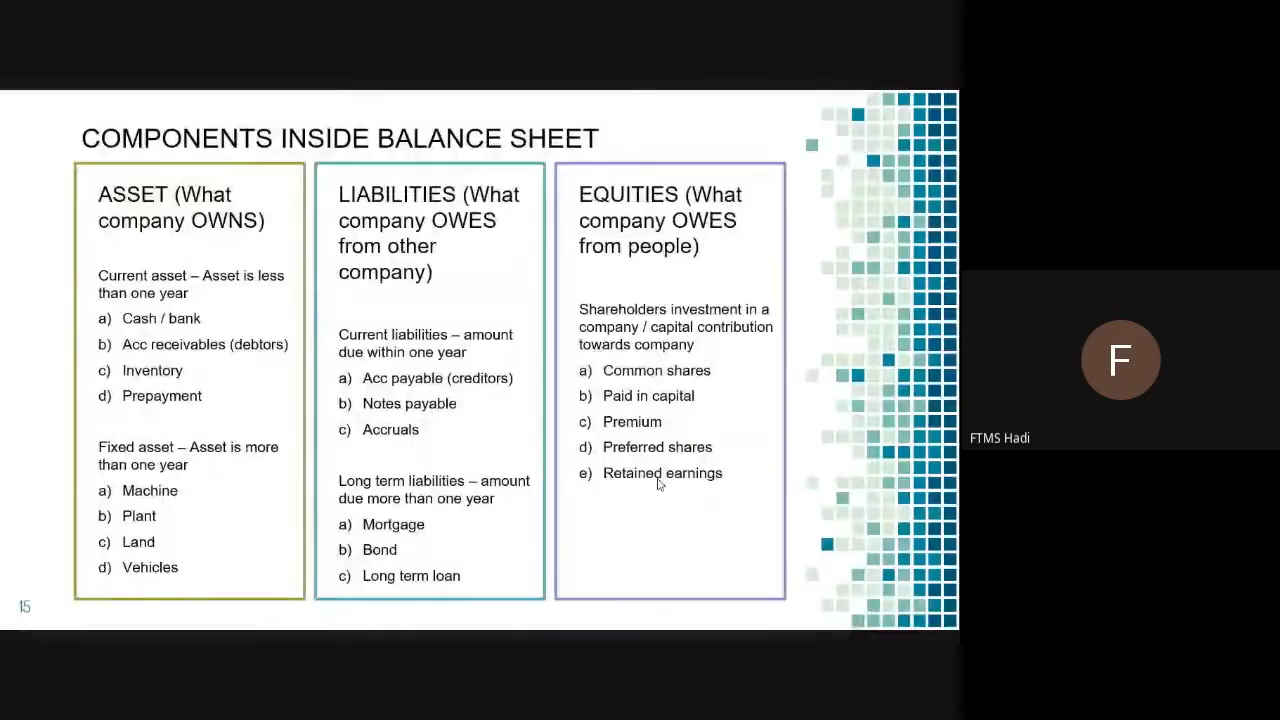 COMPONENTS INSIDE BALANCE SHEET
ASSET (What
company OWNS)
Current asset – Asset is less
than one year
a) Cash / bank
b) Acc receivables (debtors)
c) Inventory
d) Prepayment
Fixed asset – Asset is more
than one year
a) Machine
b) Plant
c) Land
d) Vehicles
LIABILITIES (What
company OWES
from other
company)
Current liabilities – amount
due within one year
a) Acc payable (creditors)
b) Notes payable
c) Accruals
Long term liabilities – amount
due more than one year
a) Mortgage
b) Bond
c) Long term loan
EQUITIES (What
company OWES
from people)
Shareholders investment in a
company / capital contribution
towards company
a) Common shares
b) Paid in capital
c) Premium
d) Preferred shares
e) Retained earnings
15
F
FTMS Hadi